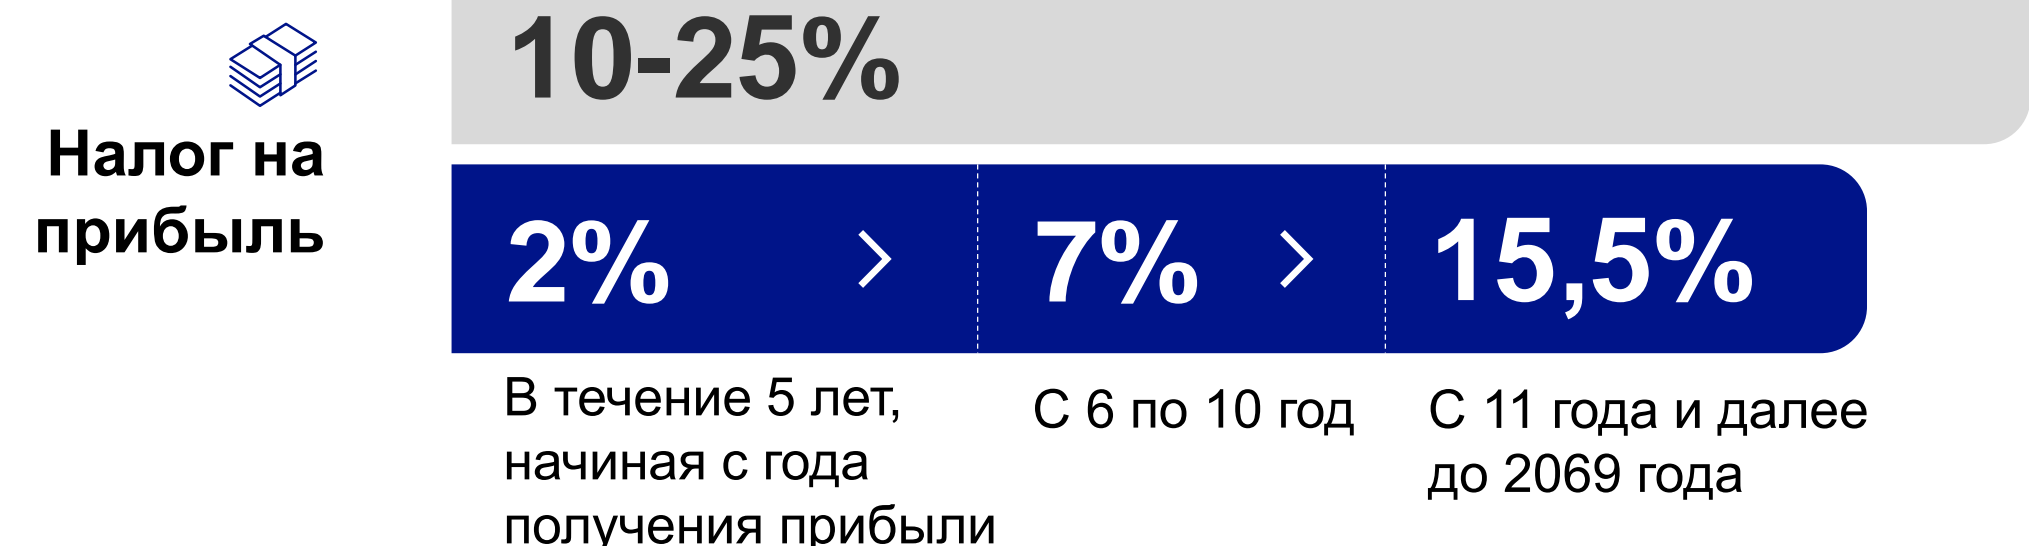 10-25%
Налог на
прибыль
2% > 7% > 15,5%
В течение 5 лет,
начиная с года
получения прибыли
С 6 по 10 год
С 11 года и далее
до 2069 года